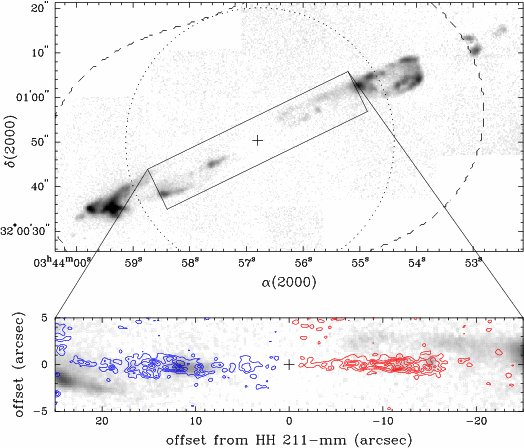 20″
10″
01′00″
50″
40″
32°00′30″
δ(2000)
03ʰ44ᵐ00ˢ 59ˢ 58ˢ 57ˢ 56ˢ 55ˢ 54ˢ 53ˢ
α(2000)
5
0
−5
offset (arcsec)
20 10 0 −10 −20
offset from HH 211−mm (arcsec)